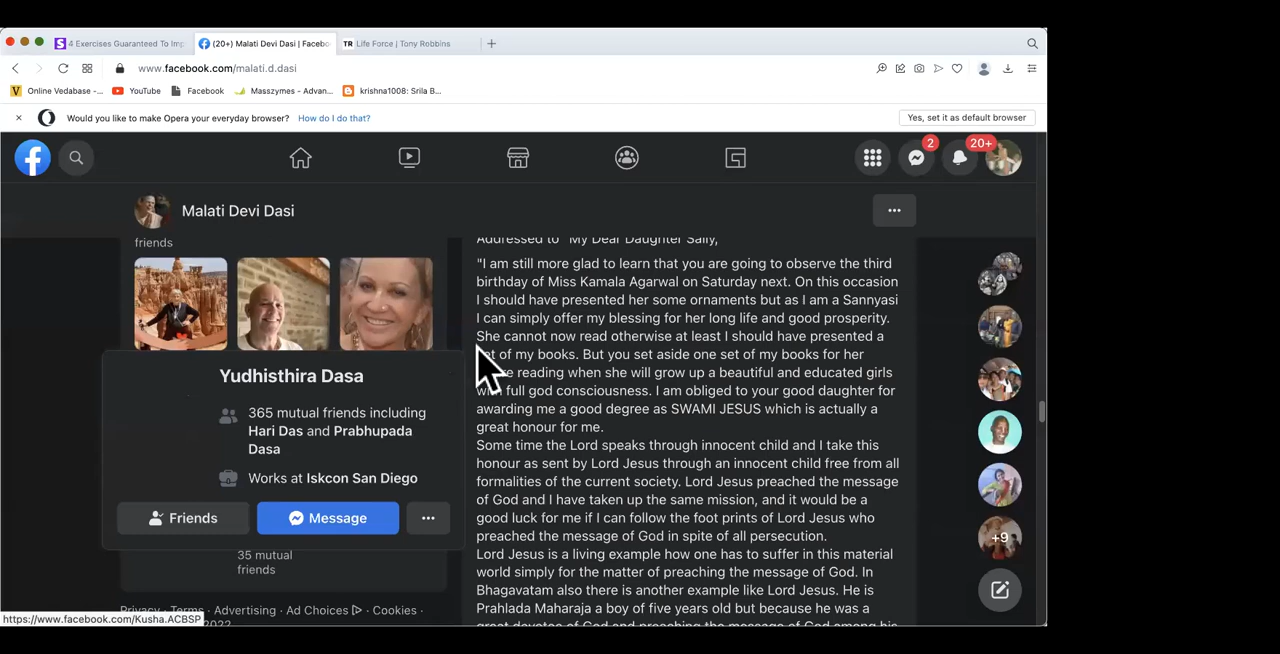 4 Exercises Guaranteed To Imp
(20+) Malati Devi Dasi | Facebo
TR Life Force | Tony Robbins
www.facebook.com/malati.d.dasi
Online Vedabase -...
YouTube
Facebook
Masszymes - Advan...
krishna1008: Srila B...
Would you like to make Opera your everyday browser? How do I do that?
Yes, set it as default browser
2
20+
Malati Devi Dasi
friends
Yudhisthira Dasa
365 mutual friends including
Hari Das and Prabhupada
Dasa
Works at Iskcon San Diego
Friends
Message
35 mutual
friends
Privacy · Terms · Advertising · Ad Choices · Cookies ·
2022
https://www.facebook.com/Kusha.ACBSP
Addressed to "My Dear Daughter Sally,
"I am still more glad to learn that you are going to observe the third
birthday of Miss Kamala Agarwal on Saturday next. On this occasion
I should have presented her some ornaments but as I am a Sannyasi
I can simply offer my blessing for her long life and good prosperity.
She cannot now read otherwise at least I should have presented a
of my books. But you set aside one set of my books for her
reading when she will grow up a beautiful and educated girls
with full god consciousness. I am obliged to your good daughter for
awarding me a good degree as SWAMI JESUS which is actually a
great honour for me.
Some time the Lord speaks through innocent child and I take this
honour as sent by Lord Jesus through an innocent child free from all
formalities of the current society. Lord Jesus preached the message
of God and I have taken up the same mission, and it would be a
good luck for me if I can follow the foot prints of Lord Jesus who
preached the message of God in spite of all persecution.
Lord Jesus is a living example how one has to suffer in this material
world simply for the matter of preaching the message of God. In
Bhagavatam also there is another example like Lord Jesus. He is
Prahlada Maharaja a boy of five years old but because he was a
great devotee of God and preaching the message of God among his
+9